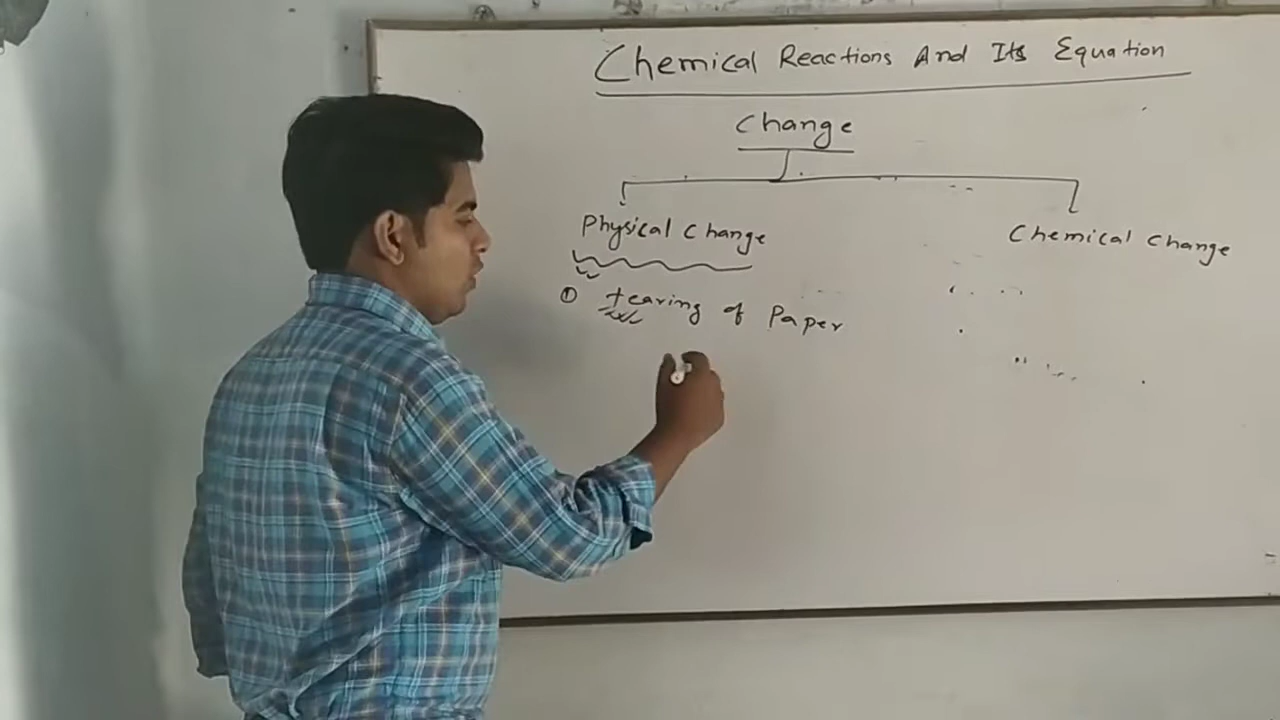 Chemical Reactions And Its Equation
Change
Physical Change
Chemical Change
① tearing of Paper